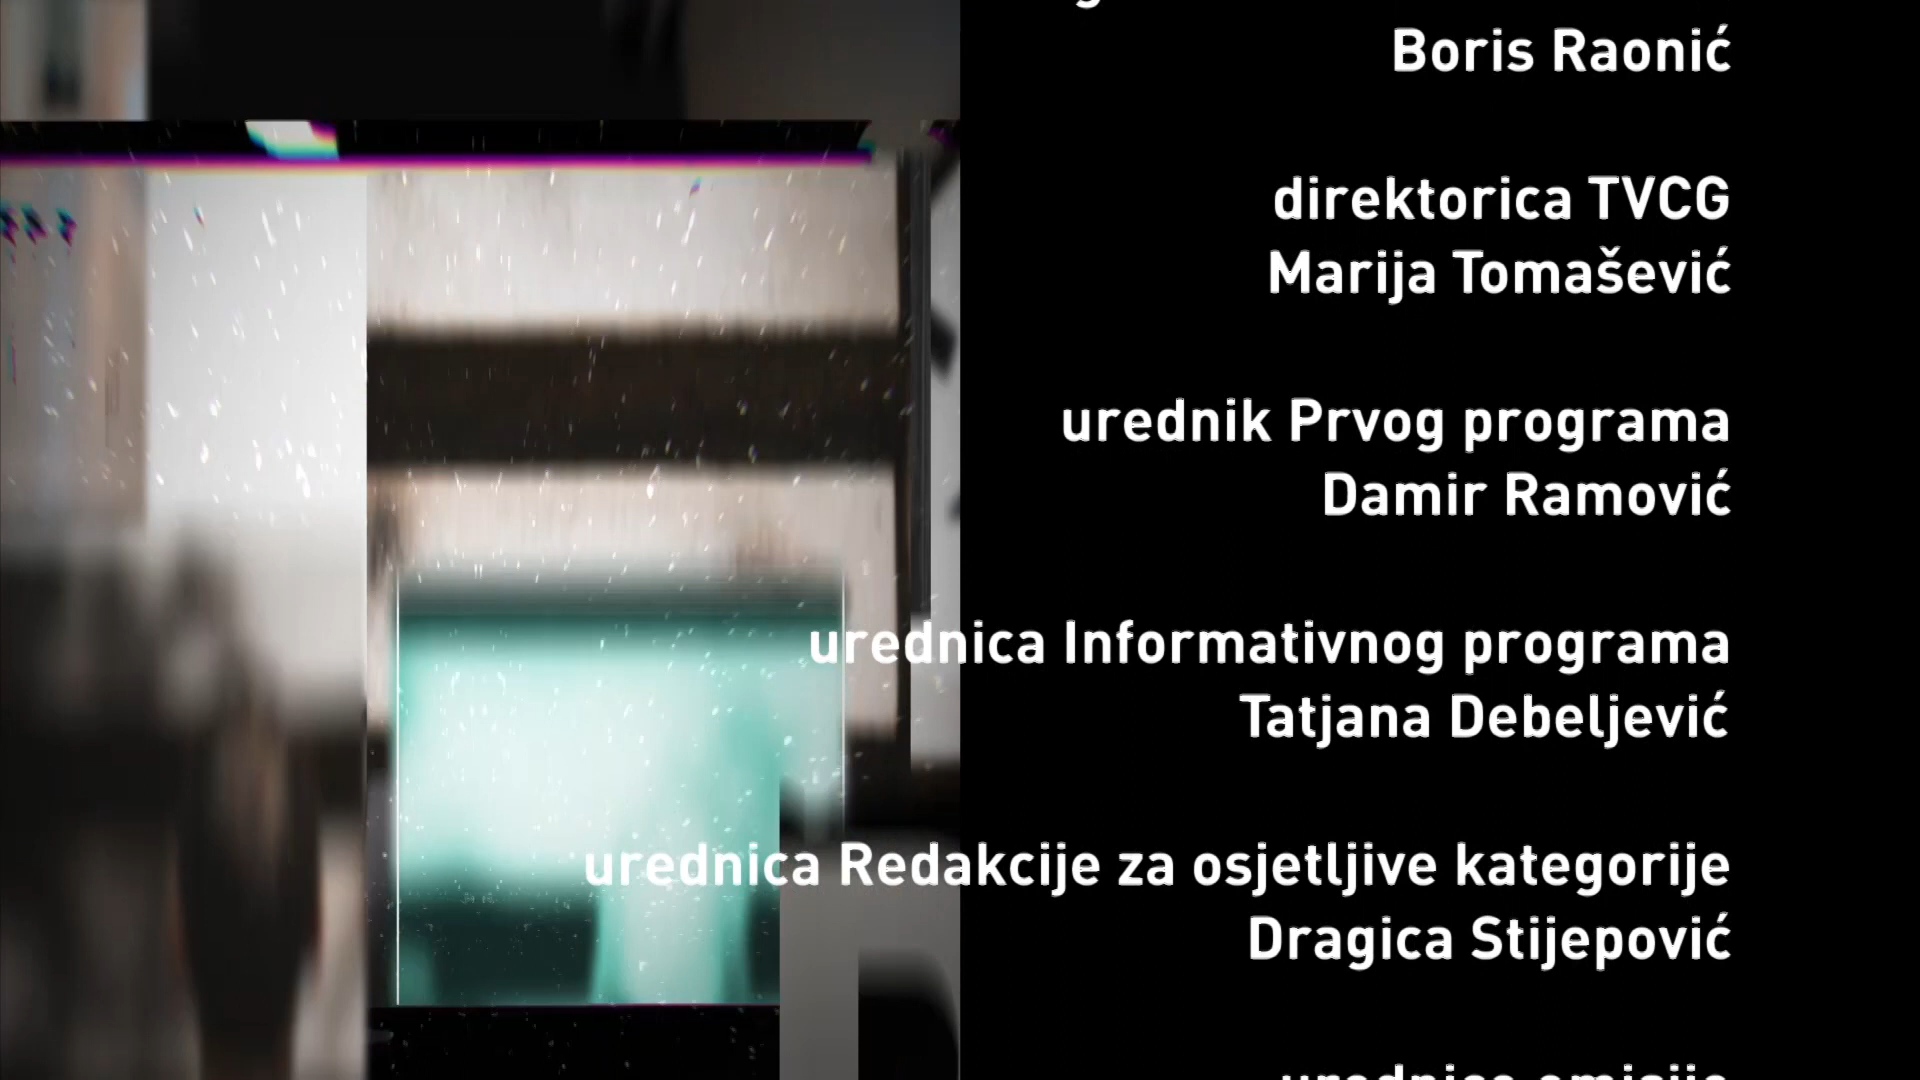 Boris Raonić
direktorica TVCG
Marija Tomašević
urednik Prvog programa
Damir Ramović
urednica Informativnog programa
Tatjana Debeljević
urednica Redakcije za osjetljive kategorije
Dragica Stijepović